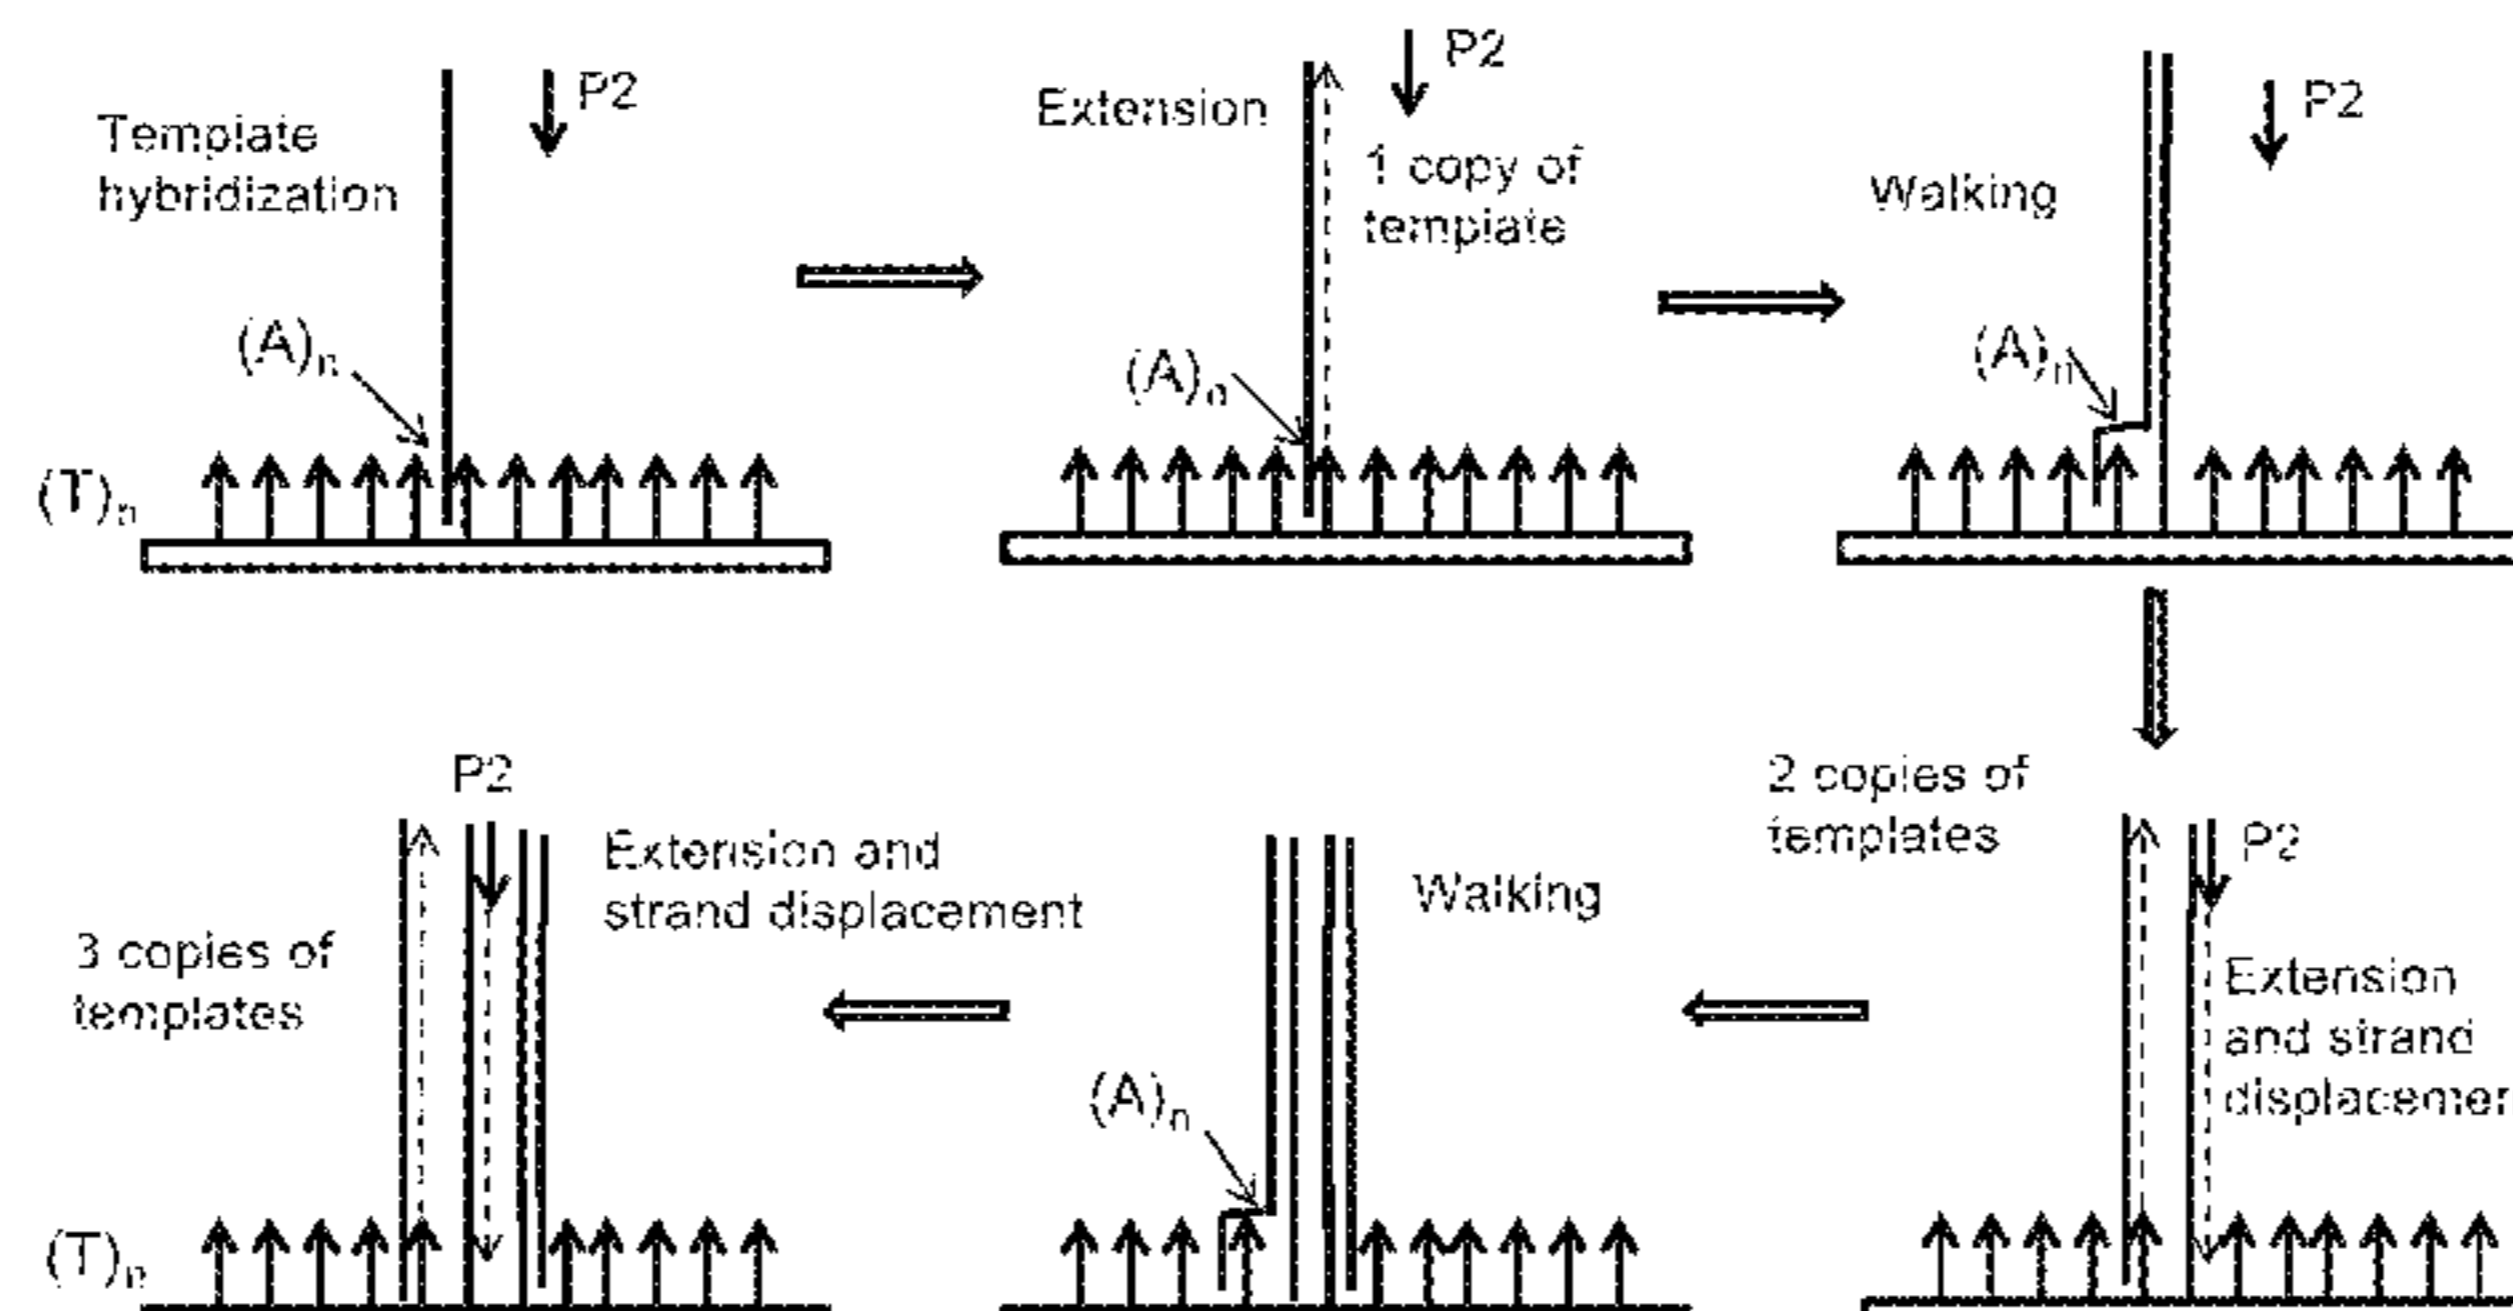 P2
Template
hybridization
(A)n
(T)n
Extension
P2
1 copy of
template
(A)n
Walking
P2
(A)n
2 copies of
templates
P2
Extension
and strand
displacemen
Walking
(A)n
P2
Extension and
strand displacement
3 copies of
templates
(T)n